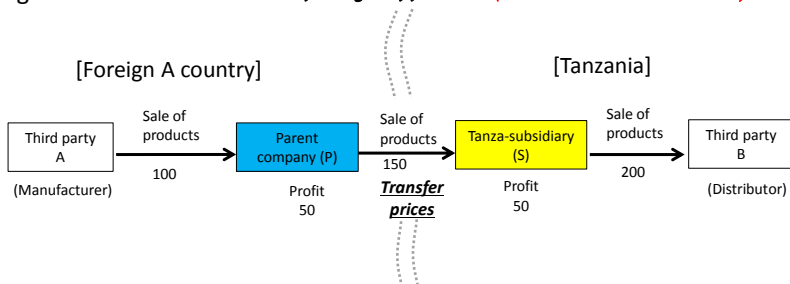 [Foreign A country]
[Tanzania]
Sale of
products
Sale of
products
Sale of
products
Third party
A
Parent
company (P)
Tanza-subsidiary
(S)
Third party
B
100
150
200
(Manufacturer)
Profit
50
Transfer
prices
Profit
50
(Distributor)